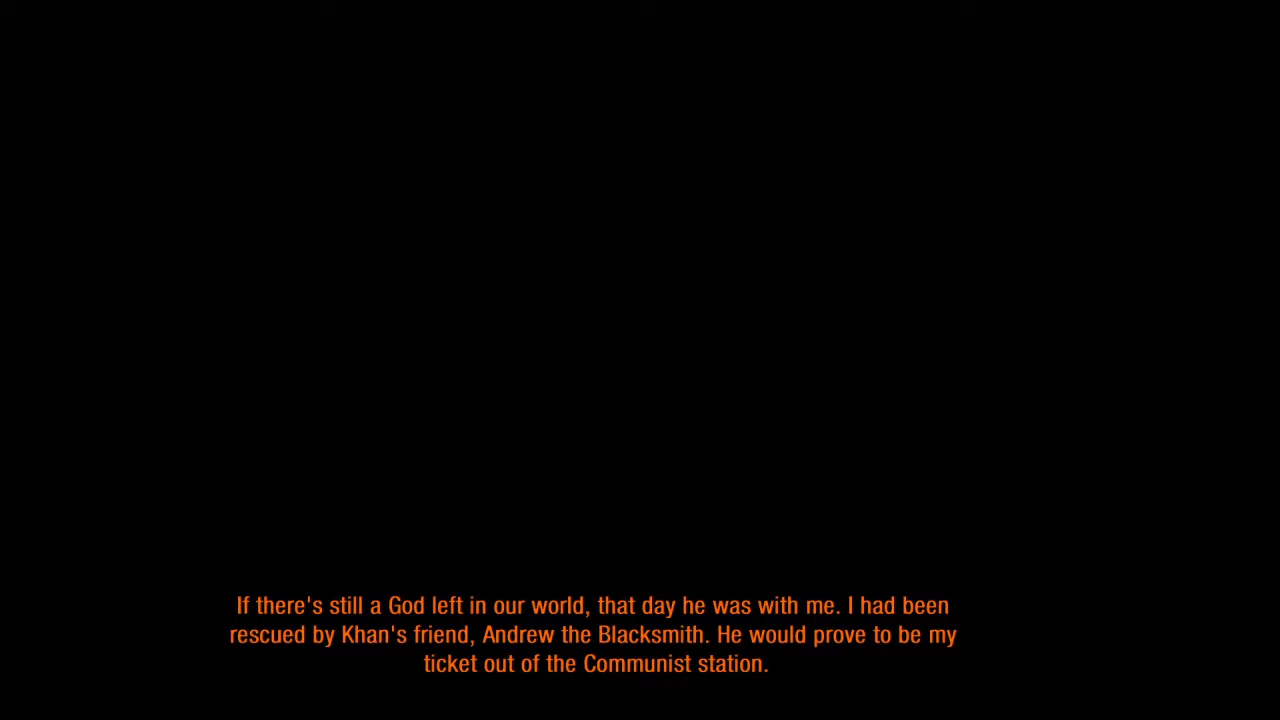 If there's still a God left in our world, that day he was with me. I had been
rescued by Khan's friend, Andrew the Blacksmith. He would prove to be my
ticket out of the Communist station.